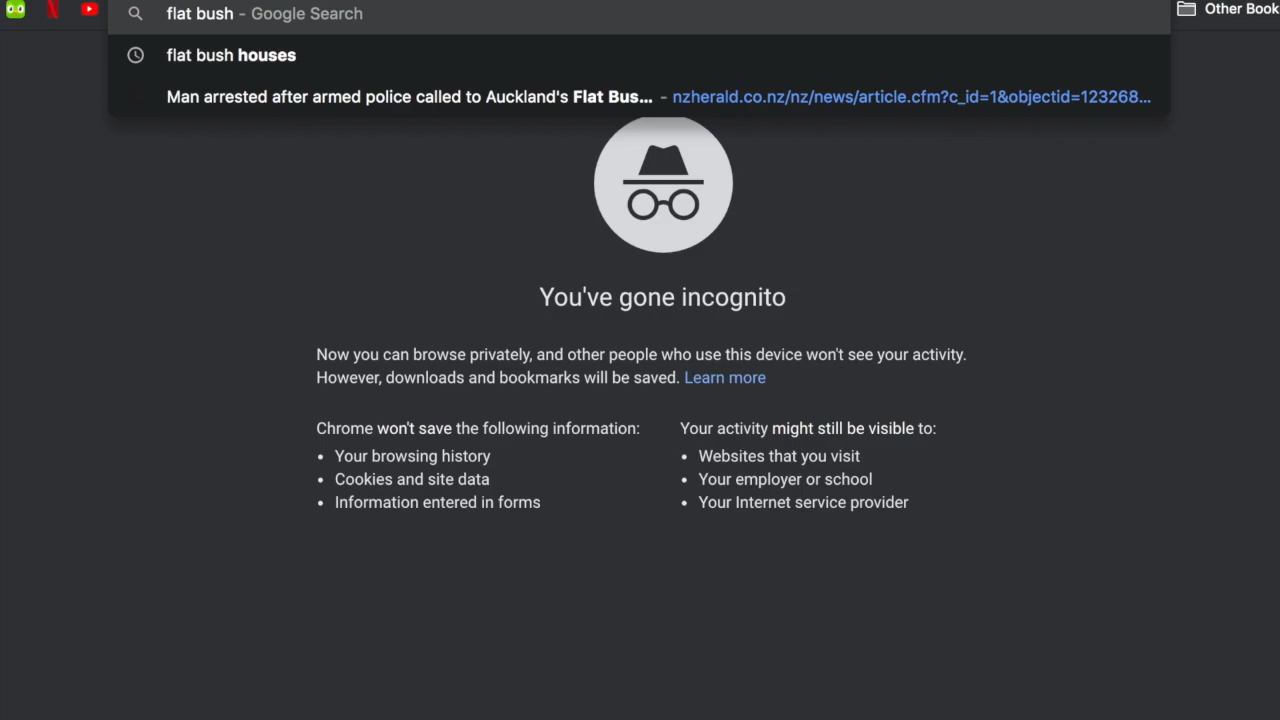 flat bush - Google Search
Other Book
flat bush houses
Man arrested after armed police called to Auckland's Flat Bus... - nzherald.co.nz/nz/news/article.cfm?c_id=1&objectid=123268...
You've gone incognito
Now you can browse privately, and other people who use this device won't see your activity.
However, downloads and bookmarks will be saved. Learn more
Chrome won't save the following information:
• Your browsing history
• Cookies and site data
• Information entered in forms
Your activity might still be visible to:
• Websites that you visit
• Your employer or school
• Your Internet service provider